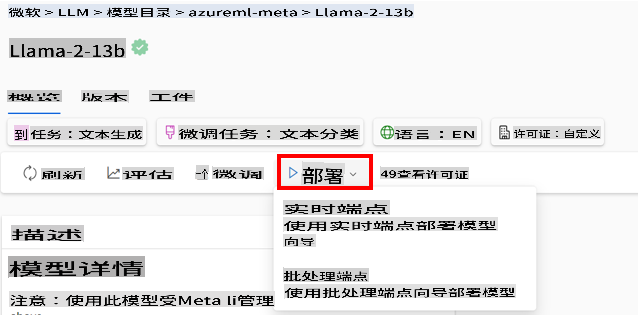 微软 > LLM > 模型目录 > azureml-meta > Llama-2-13b
Llama-2-13b
概览 版本 工件
到任务：文本生成 微调任务：文本分类 语言：EN 许可证：自定义
刷新 评估 微调 部署 49查看许可证
实时端点
使用实时端点部署模型
向导
批处理端点
使用批处理端点向导部署模型
描述
模型详情
注意：使用此模型受Meta li管理